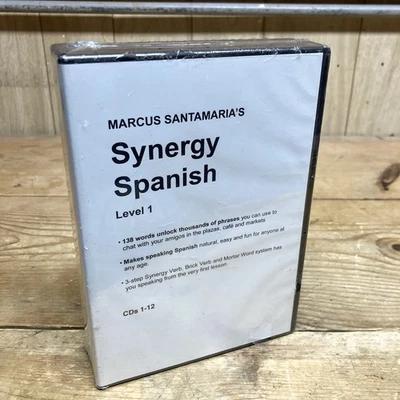 MARCUS SANTAMARIA'S
Synergy
Spanish
Level 1
• 138 words unlock thousands of phrases you can use to
chat with your amigos in the plazas, café and markets
• Makes speaking Spanish natural, easy and fun for anyone at
any age.
• 3-step Synergy Verb, Brick Verb and Mortar Word system has
you speaking from the very first lesson.
CDs 1-12